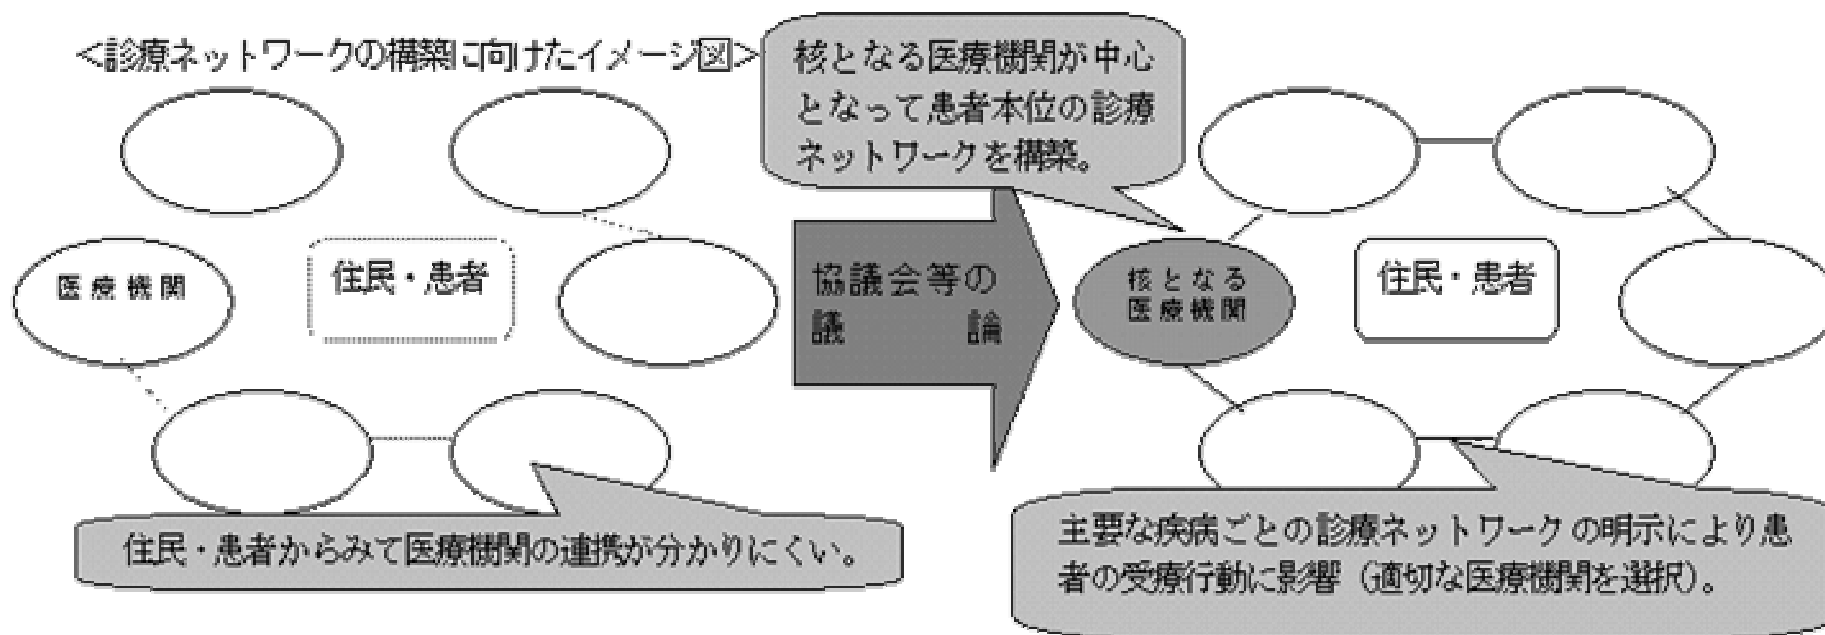 ＜診療ネットワークの構築に向けたイメージ図＞
核となる医療機関が中心
となって患者本位の診療
ネットワークを構築。
医療機関
住民・患者
協議会等の
議　論
核となる
医療機関
住民・患者
住民・患者からみて医療機関の連携が分かりにくい。
主要な疾病ごとの診療ネットワークの明示により患
者の受療行動に影響（適切な医療機関を選択）。